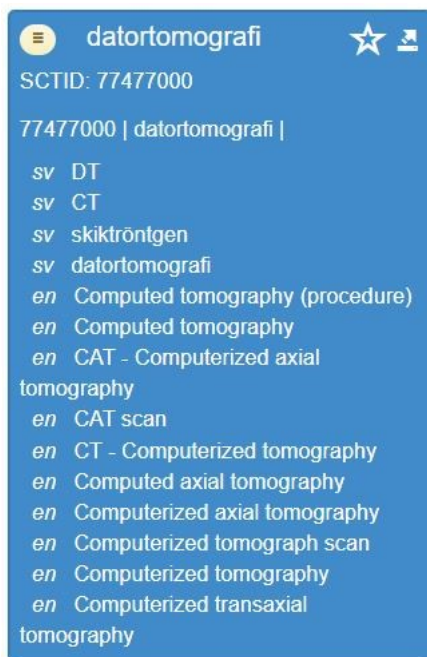 datortomografi
SCTID: 77477000
77477000 | datortomografi |
sv DT
sv CT
sv skiktröntgen
sv datortomografi
en Computed tomography (procedure)
en Computed tomography
en CAT - Computerized axial
tomography
en CAT scan
en CT - Computerized tomography
en Computed axial tomography
en Computerized axial tomography
en Computerized tomograph scan
en Computerized tomography
en Computerized transaxial
tomography